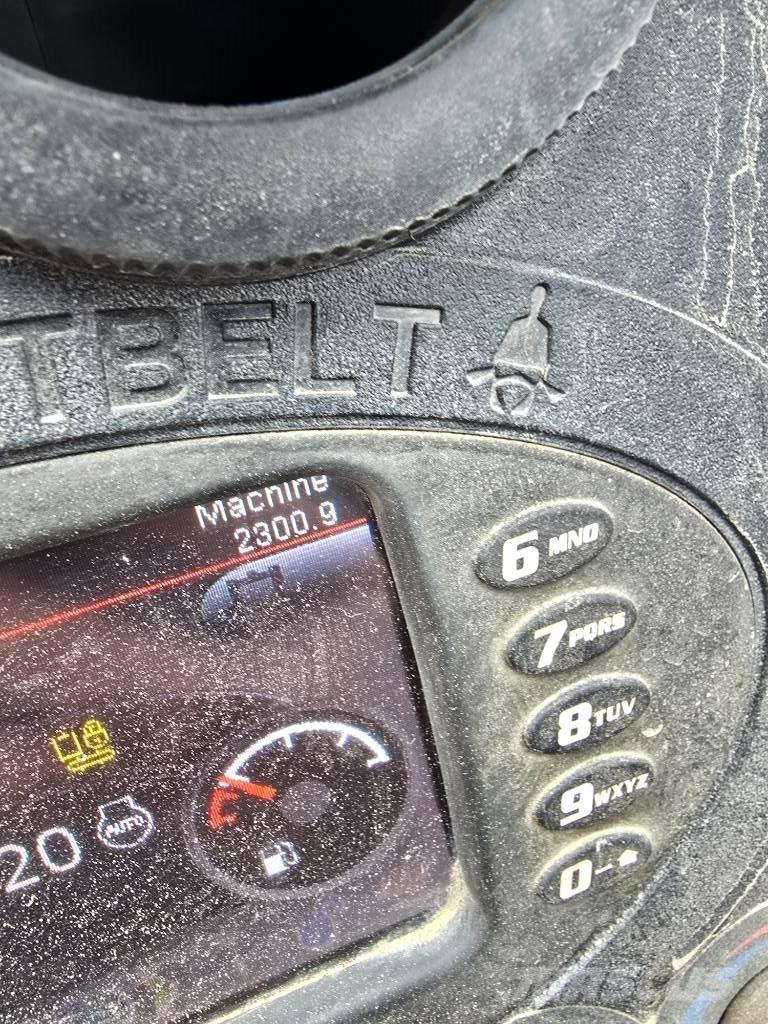 TBELT
Machine
2300.9
6 MNO
7 PQRS
8 TUV
9 WXYZ
20 AUTO
0